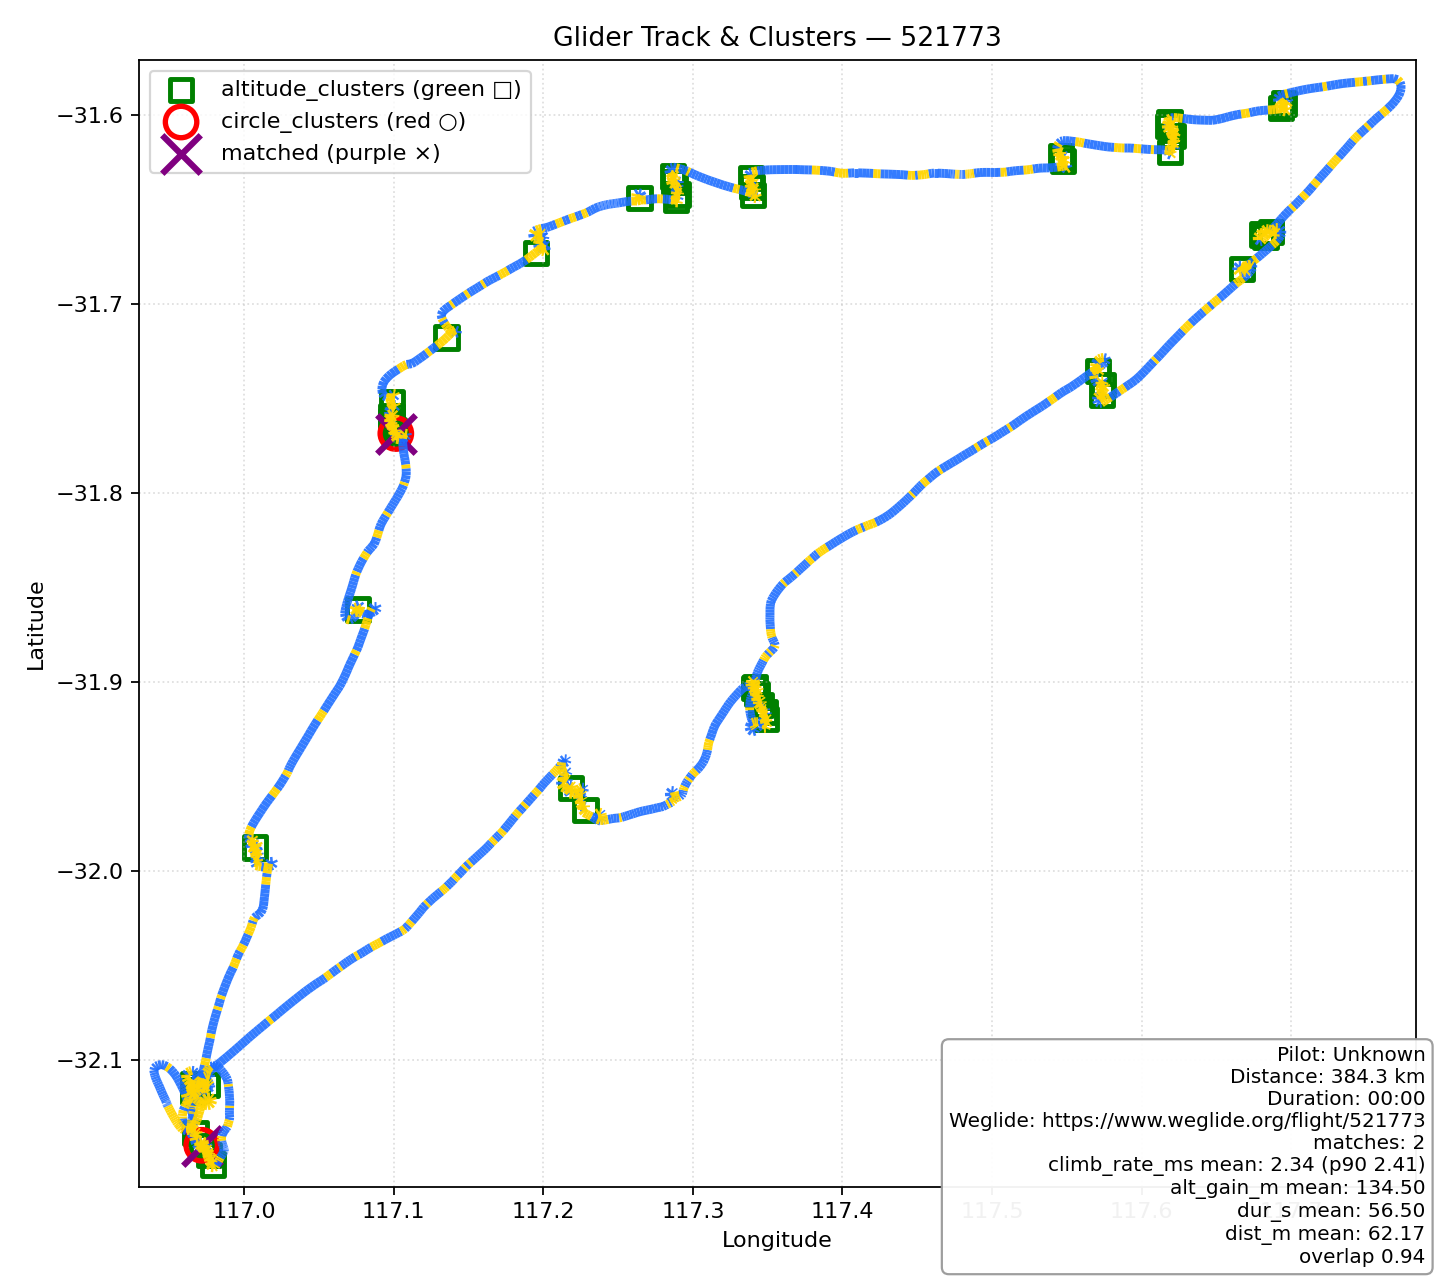 Glider Track & Clusters — 521773
altitude_clusters (green □)
circle_clusters (red ○)
matched (purple ×)
−31.6
−31.7
−31.8
−31.9
−32.0
−32.1
Latitude
117.0
117.1
117.2
117.3
117.4
117.5
117.6
Longitude
Pilot: Unknown
Distance: 384.3 km
Duration: 00:00
Weglide: https://www.weglide.org/flight/521773
matches: 2
climb_rate_ms mean: 2.34 (p90 2.41)
alt_gain_m mean: 134.50
dur_s mean: 56.50
dist_m mean: 62.17
overlap 0.94